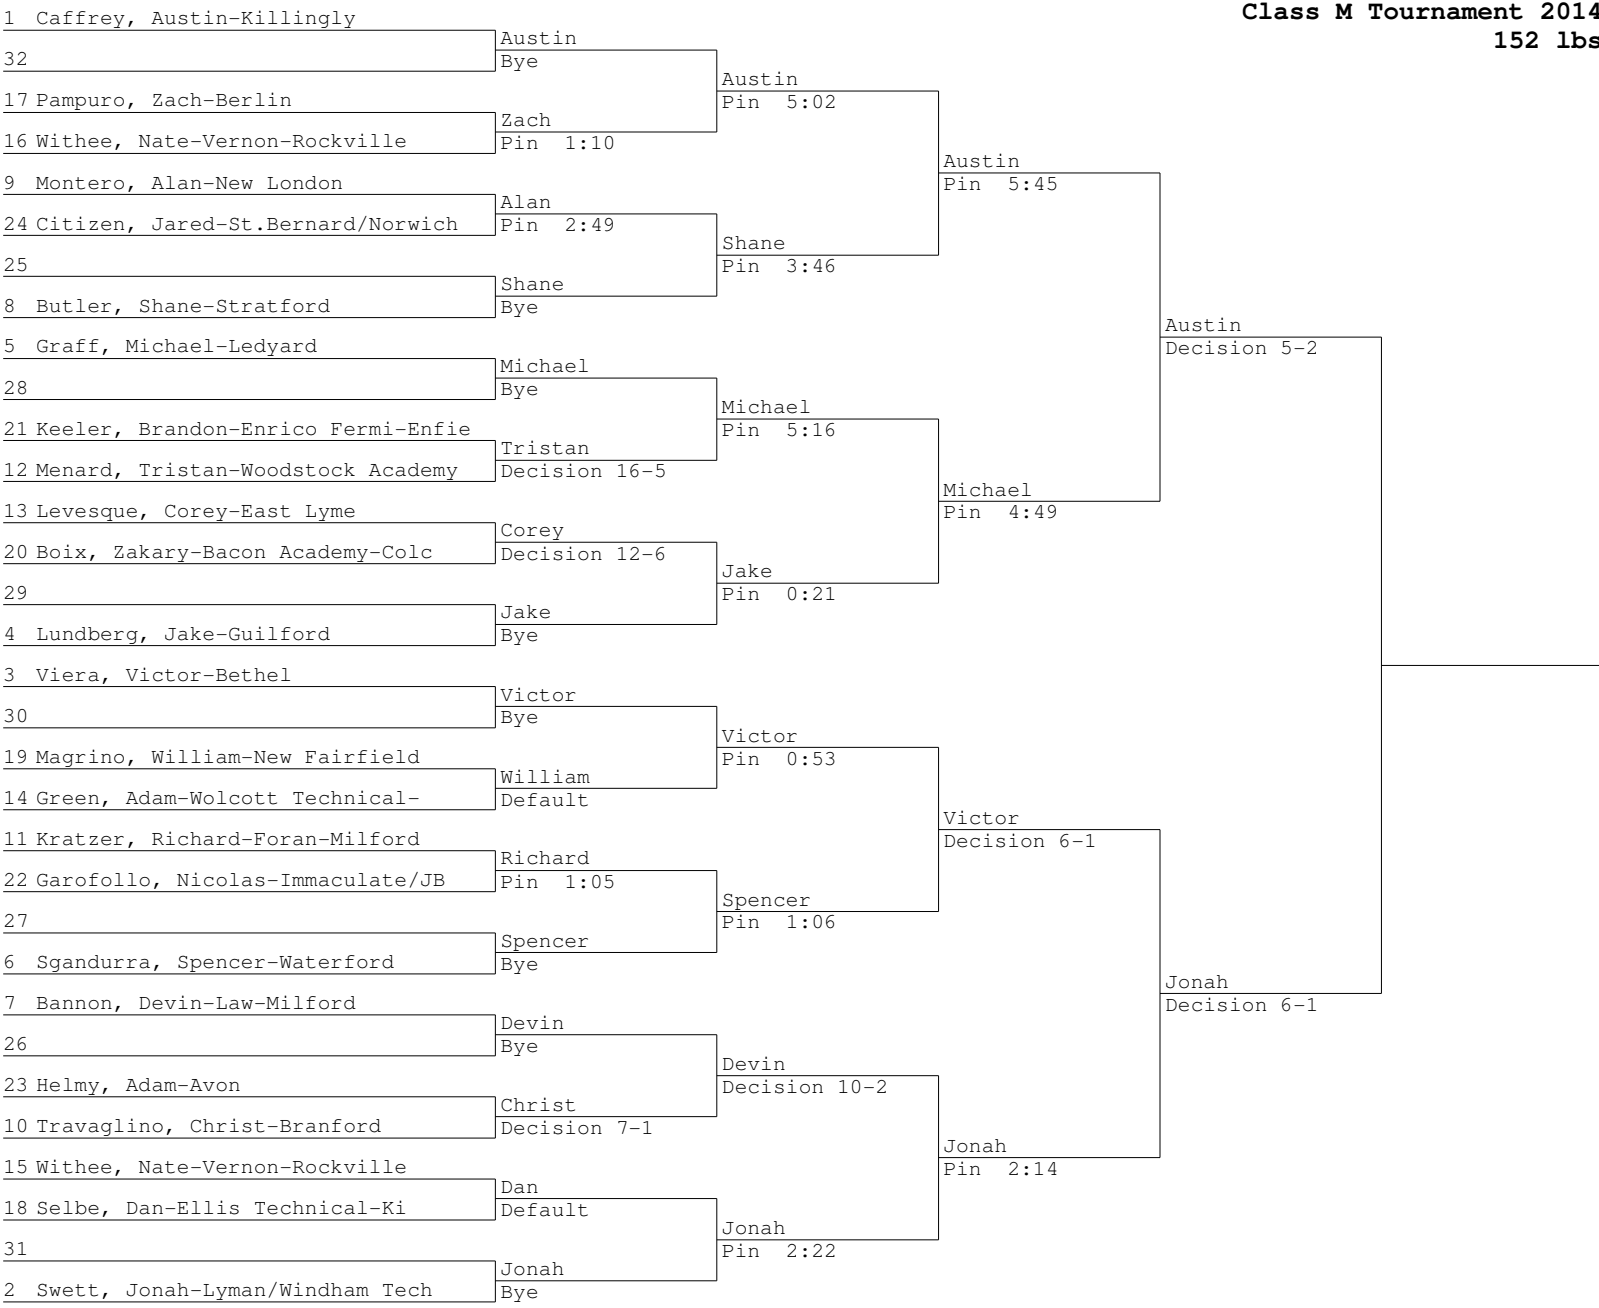 Class M Tournament 2014
152 lbs
1 Caffrey, Austin-Killingly
Austin
32
Bye
Austin
17 Pampuro, Zach-Berlin
Pin 5:02
Zach
16 Withee, Nate-Vernon-Rockville
Pin 1:10
Austin
9 Montero, Alan-New London
Pin 5:45
Alan
24 Citizen, Jared-St.Bernard/Norwich
Pin 2:49
Shane
25
Pin 3:46
Shane
8 Butler, Shane-Stratford
Bye
Austin
5 Graff, Michael-Ledyard
Decision 5-2
Michael
28
Bye
Michael
21 Keeler, Brandon-Enrico Fermi-Enfie
Pin 5:16
Tristan
12 Menard, Tristan-Woodstock Academy
Decision 16-5
Michael
13 Levesque, Corey-East Lyme
Pin 4:49
Corey
20 Boix, Zakary-Bacon Academy-Colc
Decision 12-6
Jake
29
Pin 0:21
Jake
4 Lundberg, Jake-Guilford
Bye
3 Viera, Victor-Bethel
Victor
30
Bye
Victor
19 Magrino, William-New Fairfield
Pin 0:53
William
14 Green, Adam-Wolcott Technical-
Default
Victor
11 Kratzer, Richard-Foran-Milford
Decision 6-1
Richard
22 Garofollo, Nicolas-Immaculate/JB
Pin 1:05
Spencer
27
Pin 1:06
Spencer
6 Sgandurra, Spencer-Waterford
Bye
Jonah
7 Bannon, Devin-Law-Milford
Decision 6-1
Devin
26
Bye
Devin
23 Helmy, Adam-Avon
Decision 10-2
Christ
10 Travaglino, Christ-Branford
Decision 7-1
Jonah
15 Withee, Nate-Vernon-Rockville
Pin 2:14
Dan
18 Selbe, Dan-Ellis Technical-Ki
Default
Jonah
31
Pin 2:22
Jonah
2 Swett, Jonah-Lyman/Windham Tech
Bye